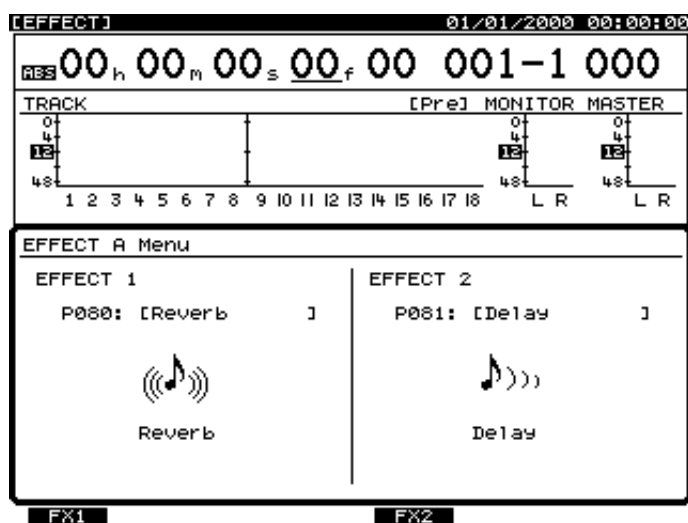 [EFFECT] 01/01/2000 00:00:00
ABS 00h 00m 00s 00f 00 001-1 000
TRACK [Pre] MONITOR MASTER
0 0 0
4 4 4
12 12 12
48 48 48
1 2 3 4 5 6 7 8 9 10 11 12 13 14 15 16 17 18 L R L R
EFFECT A Menu
EFFECT 1 EFFECT 2
P080: [Reverb ] P081: [Delay ]
Reverb Delay
FX1 FX2